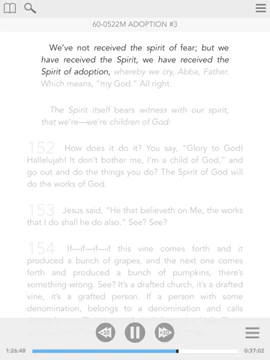 60-0522M ADOPTION #3
We've not received the spirit of fear; but we
have received the Spirit, we have received the
Spirit of adoption, whereby we cry, Abba, Father.
Which means, "my God." All right.
The Spirit itself bears witness with our spirit,
that we're—we're children of God:
152 How does it do it? You say, "Glory to God!
Hallelujah! It don't bother me, I'm a child of God," and
go out and do the things you do? The Spirit of God will
do the works of God.
153 Jesus said, "He that believeth on Me, the works
that I do shall he do also." See? See?
154 If—if—if—if this vine comes forth and it
produced a bunch of grapes, and the next one comes
forth and produced a bunch of pumpkins, there's
something wrong. See? It's a drafted church, it's a drafted
vine, it's a grafted person. If a person with some
denomination, belongs to a denomination and calls
1:26:48
0:37:02